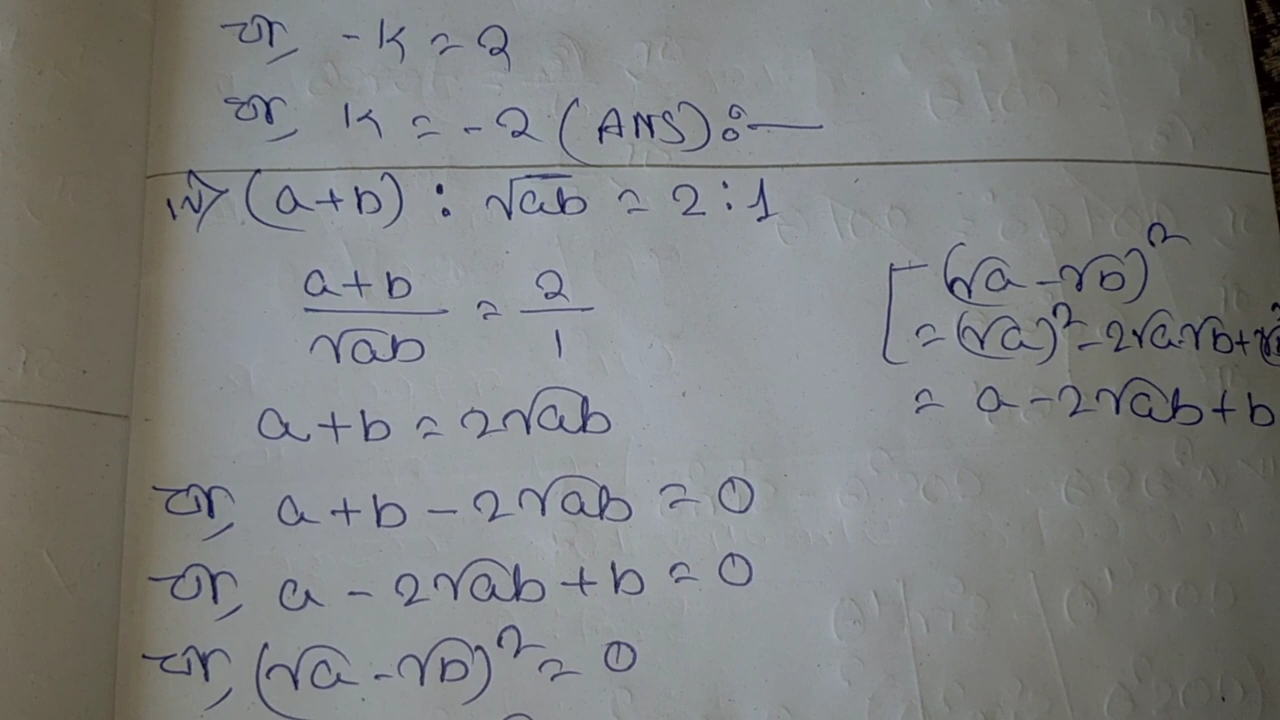 বা, -K = 2
বা, K = -2 (ANS):—
iv) (a+b) : √ab = 2:1
a+b / √ab = 2 / 1
a+b = 2√ab
বা, a+b-2√ab = 0
বা, a-2√ab+b = 0
বা, (√a-√b)² = 0
[ (√a-√b)²
= (√a)²-2√a.√b+
= a-2√ab+b